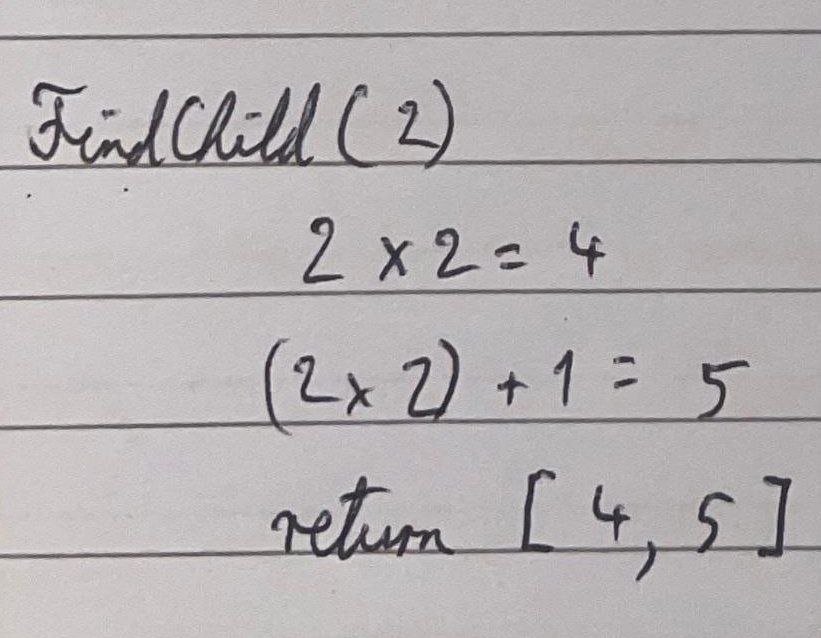 FindChild(2)
2 × 2 = 4
(2 × 2) + 1 = 5
return [4, 5]